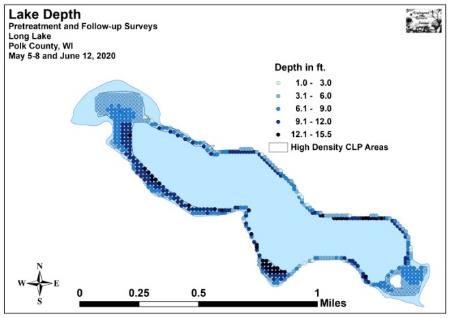 Lake Depth
Pretreatment and Follow-up Surveys
Long Lake
Polk County, WI
May 5-8 and June 12, 2020
Depth in ft.
1.0 - 3.0
3.1 - 6.0
6.1 - 9.0
9.1 - 12.0
12.1 - 15.5
High Density CLP Areas
N
W E
S
0 0.25 0.5 1
Miles